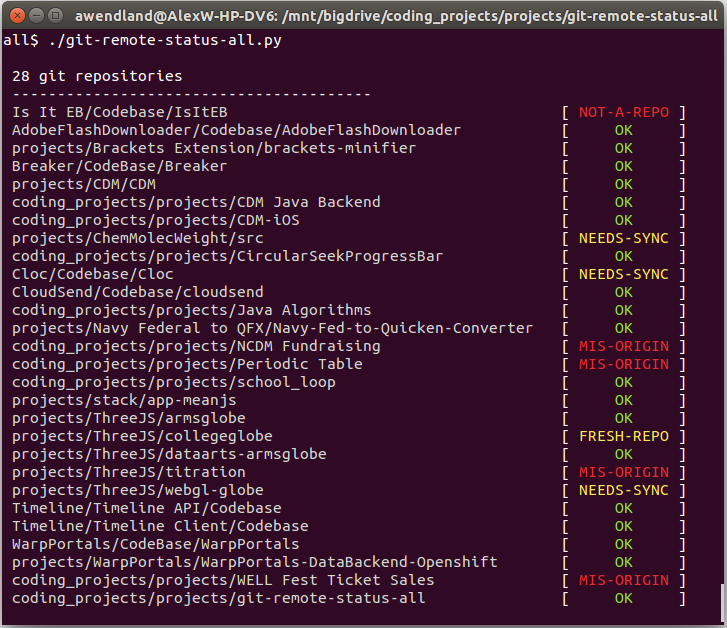 awendland@AlexW-HP-DV6: /mnt/bigdrive/coding_projects/projects/git-remote-status-all
all$ ./git-remote-status-all.py
28 git repositories
----------------------------------------
Is It EB/Codebase/IsItEB [ NOT-A-REPO ]
AdobeFlashDownloader/Codebase/AdobeFlashDownloader [ OK ]
projects/Brackets Extension/brackets-minifier [ OK ]
Breaker/CodeBase/Breaker [ OK ]
projects/CDM/CDM [ OK ]
coding_projects/projects/CDM Java Backend [ OK ]
coding_projects/projects/CDM-iOS [ OK ]
projects/ChemMolecWeight/src [ NEEDS-SYNC ]
coding_projects/projects/CircularSeekProgressBar [ OK ]
Cloc/Codebase/Cloc [ NEEDS-SYNC ]
CloudSend/Codebase/cloudsend [ OK ]
coding_projects/projects/Java Algorithms [ OK ]
projects/Navy Federal to QFX/Navy-Fed-to-Quicken-Converter [ OK ]
coding_projects/projects/NCDM Fundraising [ MIS-ORIGIN ]
coding_projects/projects/Periodic Table [ MIS-ORIGIN ]
coding_projects/projects/school_loop [ OK ]
projects/stack/app-meanjs [ OK ]
projects/ThreeJS/armsglobe [ OK ]
projects/ThreeJS/collegeglobe [ FRESH-REPO ]
projects/ThreeJS/dataarts-armsglobe [ OK ]
projects/ThreeJS/titration [ MIS-ORIGIN ]
projects/ThreeJS/webgl-globe [ NEEDS-SYNC ]
Timeline/Timeline API/Codebase [ OK ]
Timeline/Timeline Client/Codebase [ OK ]
WarpPortals/CodeBase/WarpPortals [ OK ]
projects/WarpPortals/WarpPortals-DataBackend-Openshift [ OK ]
coding_projects/projects/WELL Fest Ticket Sales [ MIS-ORIGIN ]
coding_projects/projects/git-remote-status-all [ OK ]